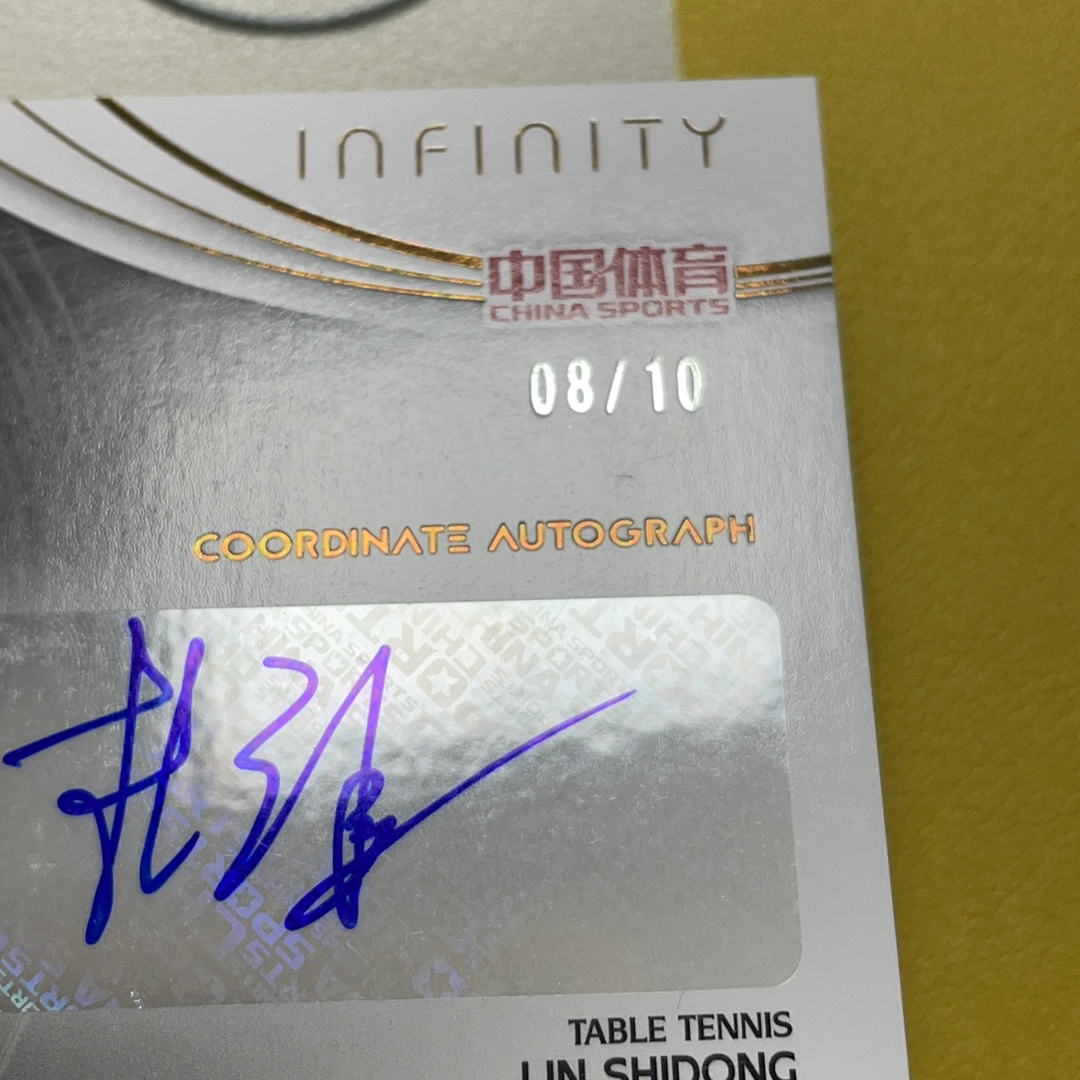 INFINITY
中国体育
CHINA SPORTS
08/10
COORDINATE AUTOGRAPH
TABLE TENNIS
LIN SHIDONG